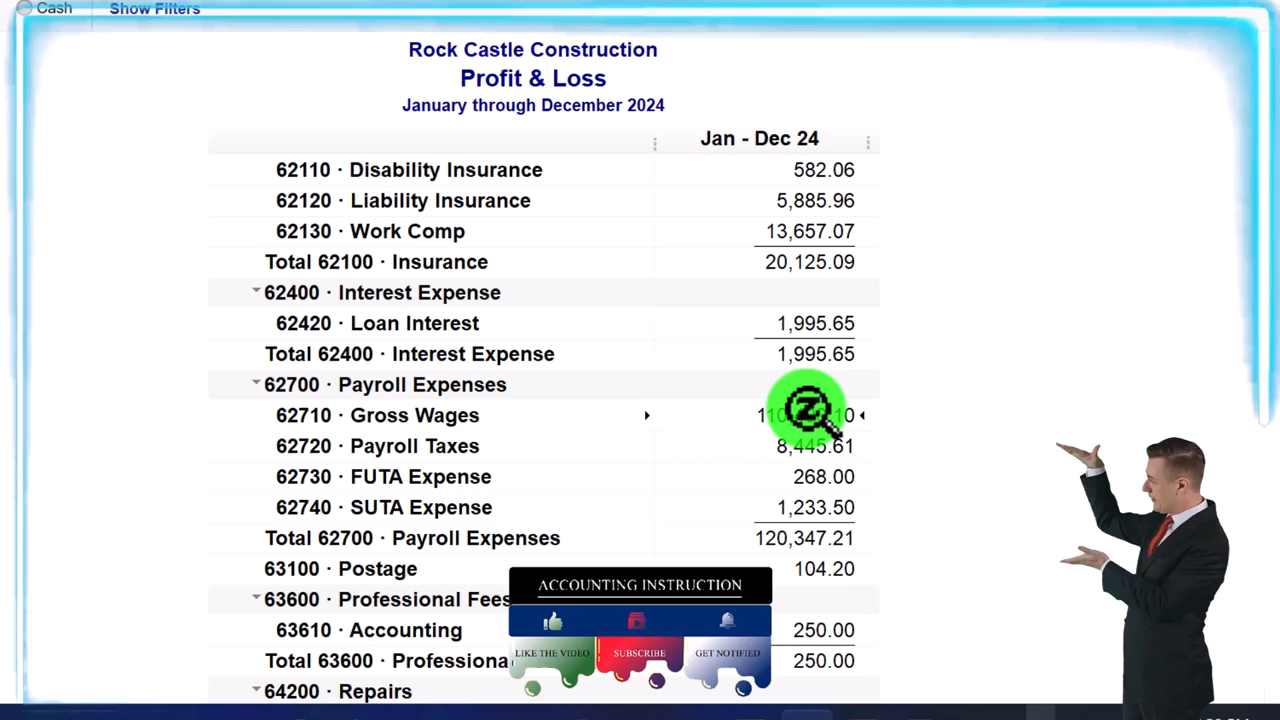 Cash Show Filters
Rock Castle Construction
Profit & Loss
January through December 2024
Jan - Dec 24
62110 · Disability Insurance 582.06
62120 · Liability Insurance 5,885.96
62130 · Work Comp 13,657.07
Total 62100 · Insurance 20,125.09
62400 · Interest Expense
62420 · Loan Interest 1,995.65
Total 62400 · Interest Expense 1,995.65
62700 · Payroll Expenses
62710 · Gross Wages
62720 · Payroll Taxes 8,445.61
62730 · FUTA Expense 268.00
62740 · SUTA Expense 1,233.50
Total 62700 · Payroll Expenses 120,347.21
63100 · Postage 104.20
63600 · Professional Fees
63610 · Accounting 250.00
Total 63600 · Professiona 250.00
64200 · Repairs
ACCOUNTING INSTRUCTION
LIKE THE VIDEO SUBSCRIBE GET NOTIFIED